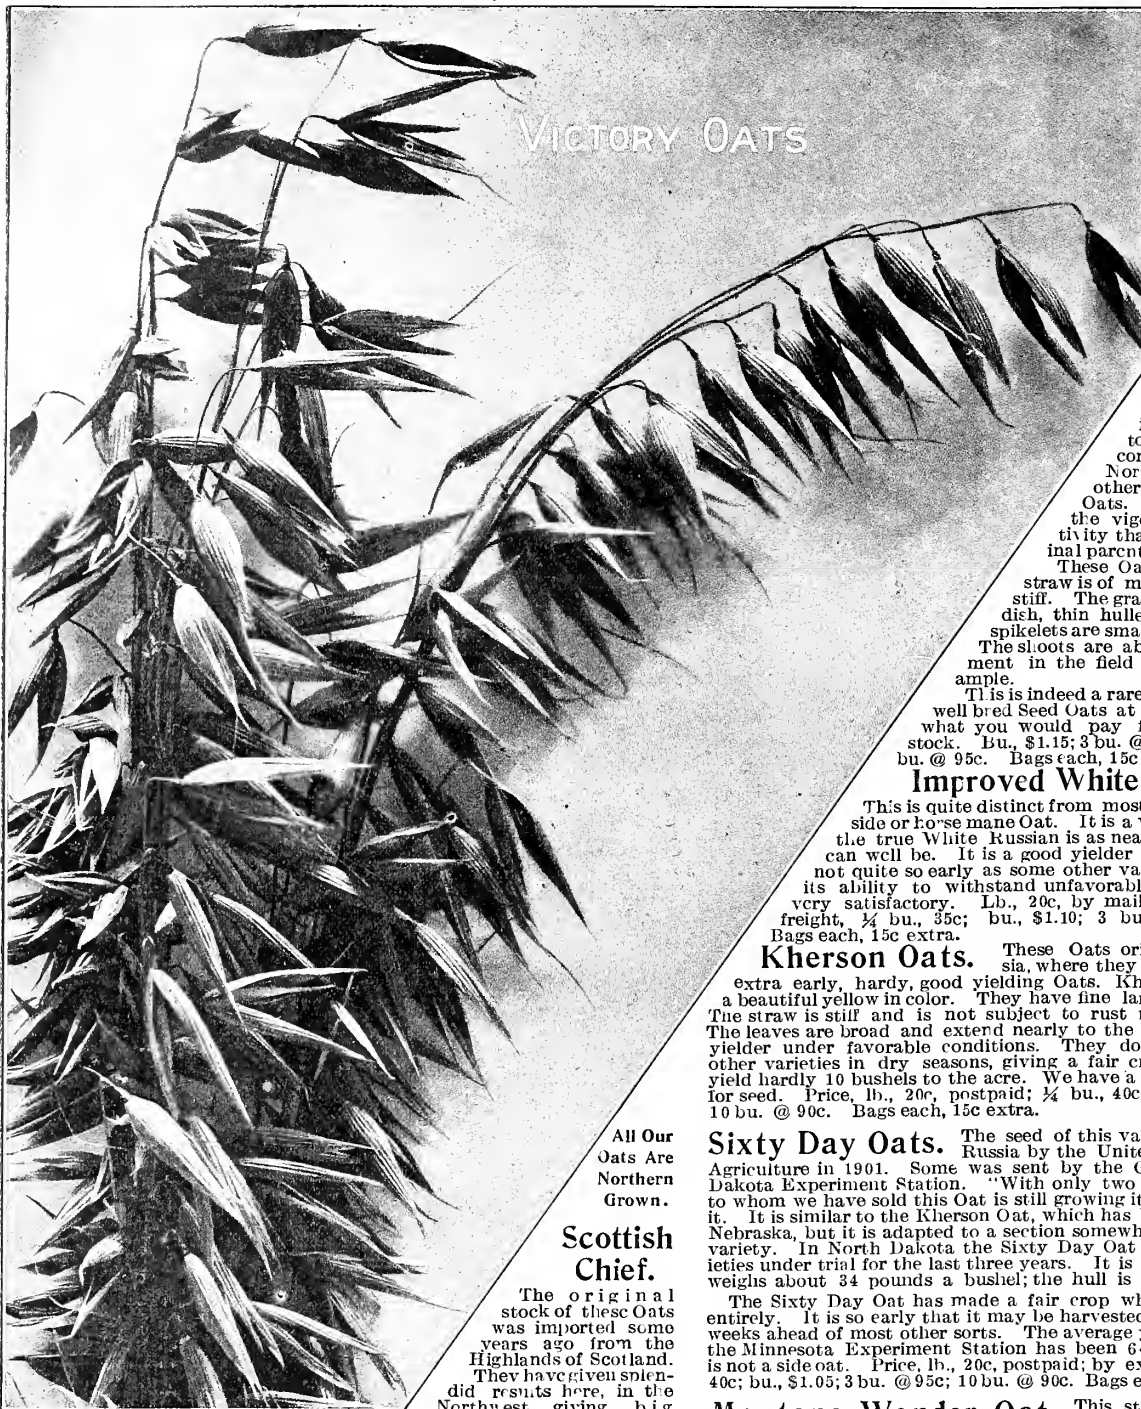 VICTORY OATS
to
con
Nor
other
Oats.
the vig
tivity tha
inal parent
These Oa
straw is of m
stiff. The gra
dish, thin hulle
spikelets are sma
The shoots are ab
ment in the field
ample.
This is indeed a rare
well bred Seed Oats at
what you would pay f
stock. Bu., $1.15; 3 bu. @
bu. @ 95c. Bags each, 15c
Improved White
This is quite distinct from most
side or horse mane Oat. It is a v
the true White Russian is as nea
can well be. It is a good yielder
not quite so early as some other va
its ability to withstand unfavorabl
very satisfactory. Lb., 20c, by mail
freight, ¼ bu., 35c; bu., $1.10; 3 bu
Bags each, 15c extra.
Kherson Oats. These Oats ori
sia, where they
extra early, hardy, good yielding Oats. Kh
a beautiful yellow in color. They have fine lar
The straw is stiff and is not subject to rust
The leaves are broad and extend nearly to the
yielder under favorable conditions. They do
other varieties in dry seasons, giving a fair cr
yield hardly 10 bushels to the acre. We have a
for seed. Price, lb., 20c, postpaid; ¼ bu., 40c
10 bu. @ 90c. Bags each, 15c extra.
All Our
Oats Are
Northern
Grown.
Scottish
Chief.
The original
stock of these Oats
was imported some
years ago from the
Highlands of Scotland.
They have given splen-
did results here, in the
Northwest, giving big
Sixty Day Oats. The seed of this va
Russia by the Unite
Agriculture in 1901. Some was sent by the
Dakota Experiment Station. "With only two
to whom we have sold this Oat is still growing i
it. It is similar to the Kherson Oat, which has
Nebraska, but it is adapted to a section somewh
variety. In North Dakota the Sixty Day Oat
ieties under trial for the last three years. It is
weighs about 34 pounds a bushel; the hull is
The Sixty Day Oat has made a fair crop wh
entirely. It is so early that it may be harvested
weeks ahead of most other sorts. The average
the Minnesota Experiment Station has been 6
is not a side oat. Price, lb., 20c, postpaid; by ex
40c; bu., $1.05; 3 bu. @ 95c; 10 bu. @ 90c. Bags e
Montana Wonder Oat. This st